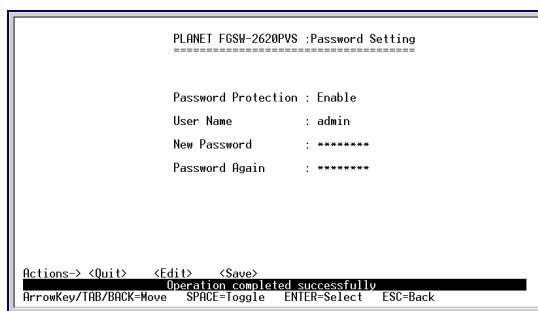 PLANET FGSW-2620PVS :Password Setting
=====================================
Password Protection : Enable
User Name : admin
New Password : ********
Password Again : ********
Actions-> <Quit> <Edit> <Save>
Operation completed successfully
ArrowKey/TAB/BACK=Move SPACE=Toggle ENTER=Select ESC=Back